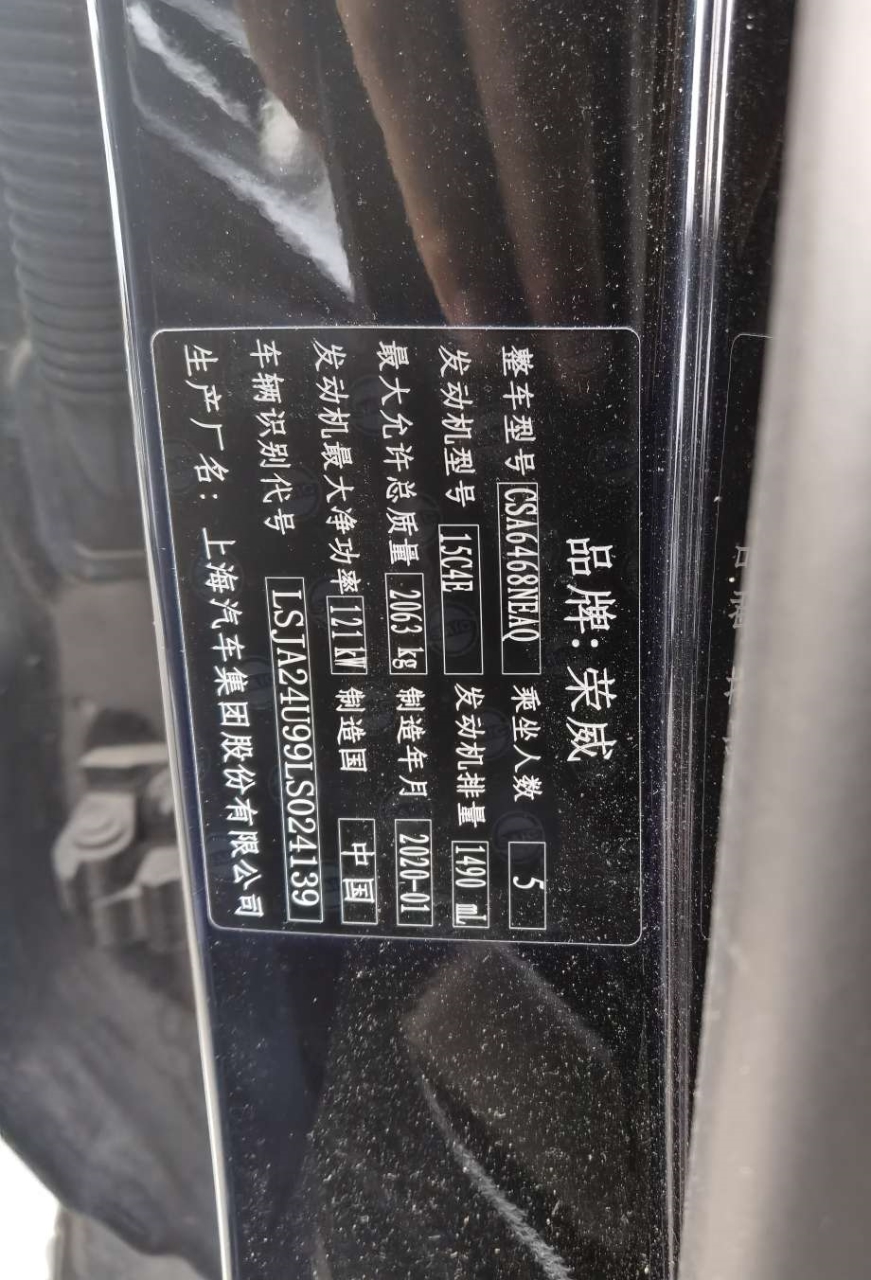 品牌: 荣威
整车型号 CSA6468NEAQ 乘坐人数 5
发动机型号 15C4E 发动机排量 1490 mL
最大允许总质量 2063 kg 制造年月 2020-01
发动机最大净功率 121 kW 制造国 中国
车辆识别代号 LSJA24U99LS024139
生产厂名: 上海汽车集团股份有限公司